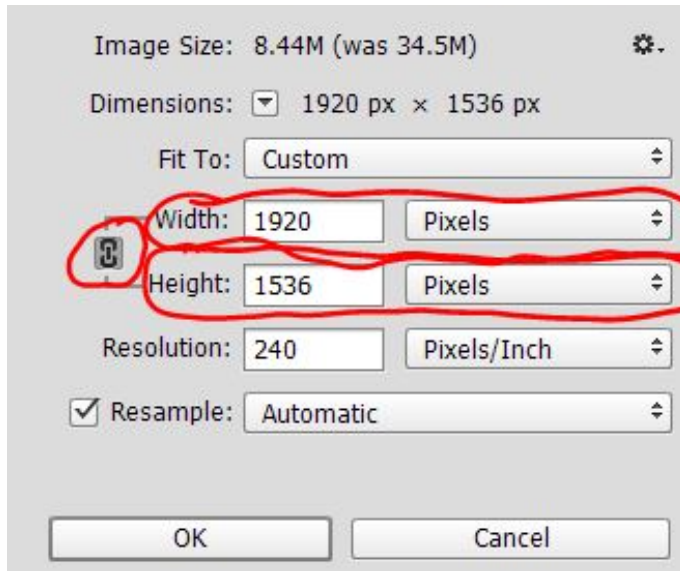 Image Size: 8.44M (was 34.5M)
Dimensions: 1920 px × 1536 px
Fit To: Custom
Width: 1920 Pixels
Height: 1536 Pixels
Resolution: 240 Pixels/Inch
Resample: Automatic
OK Cancel